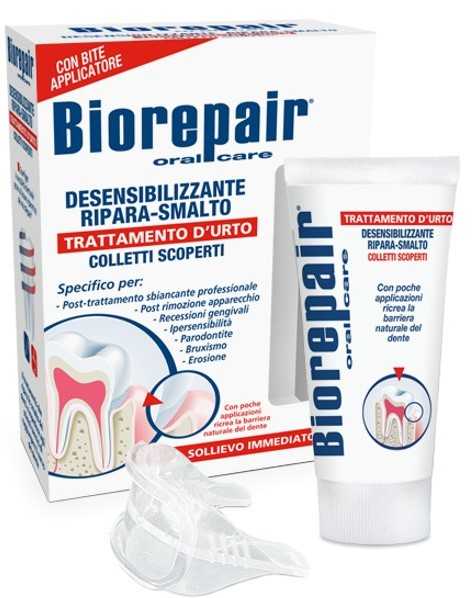 DESENSIBILIZZANTE
RIPARA-SMALTO
CON BITE
APPLICATORE
Biorepair®
oral care
DESENSIBILIZZANTE
RIPARA-SMALTO
TRATTAMENTO D'URTO
COLLETTI SCOPERTI
Specifico per:
- Post-trattamento sbiancante professionale
- Post rimozione apparecchio
- Recessioni gengivali
- Ipersensibilità
- Parodontite
- Bruxismo
- Erosione
Con poche
applicazioni
ricrea la barriera
naturale del dente
SOLLIEVO IMMEDIATO
Biorepair®
oral care
TRATTAMENTO D'URTO
DESENSIBILIZZANTE
RIPARA-SMALTO
COLLETTI SCOPERTI
Con poche
applicazioni
ricrea la
barriera
naturale del
dente